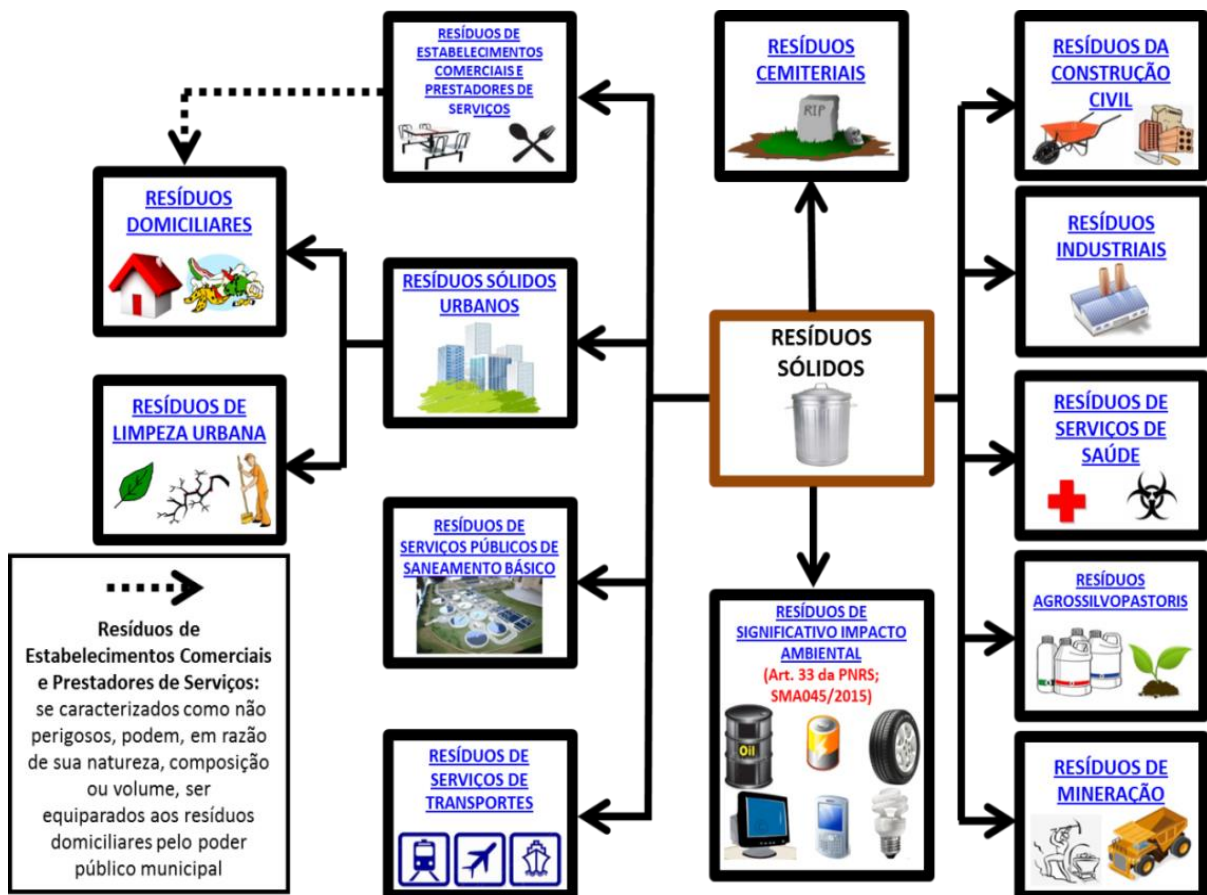 RESÍDUOS DE
ESTABELECIMENTOS
COMERCIAIS E
PRESTADORES DE
SERVIÇOS
RESÍDUOS
CEMITERIAIS
RIP
RESÍDUOS DA
CONSTRUÇÃO
CIVIL
RESÍDUOS
DOMICILIARES
RESÍDUOS SÓLIDOS
URBANOS
RESÍDUOS
SÓLIDOS
RESÍDUOS
INDUSTRIAIS
RESÍDUOS DE
LIMPEZA URBANA
RESÍDUOS DE
SERVIÇOS DE
SAÚDE
RESÍDUOS DE
SERVIÇOS PÚBLICOS DE
SANEAMENTO BÁSICO
RESÍDUOS DE
SIGNIFICATIVO IMPACTO
AMBIENTAL
(Art. 33 da PNRS;
SMA045/2015)
Oil
RESÍDUOS
AGROSSILVOPASTORIS
RESÍDUOS DE
SERVIÇOS DE
TRANSPORTES
RESÍDUOS DE
MINERAÇÃO
Resíduos de
Estabelecimentos Comerciais
e Prestadores de Serviços:
se caracterizados como não
perigosos, podem, em razão
de sua natureza, composição
ou volume, ser
equiparados aos resíduos
domiciliares pelo poder
público municipal